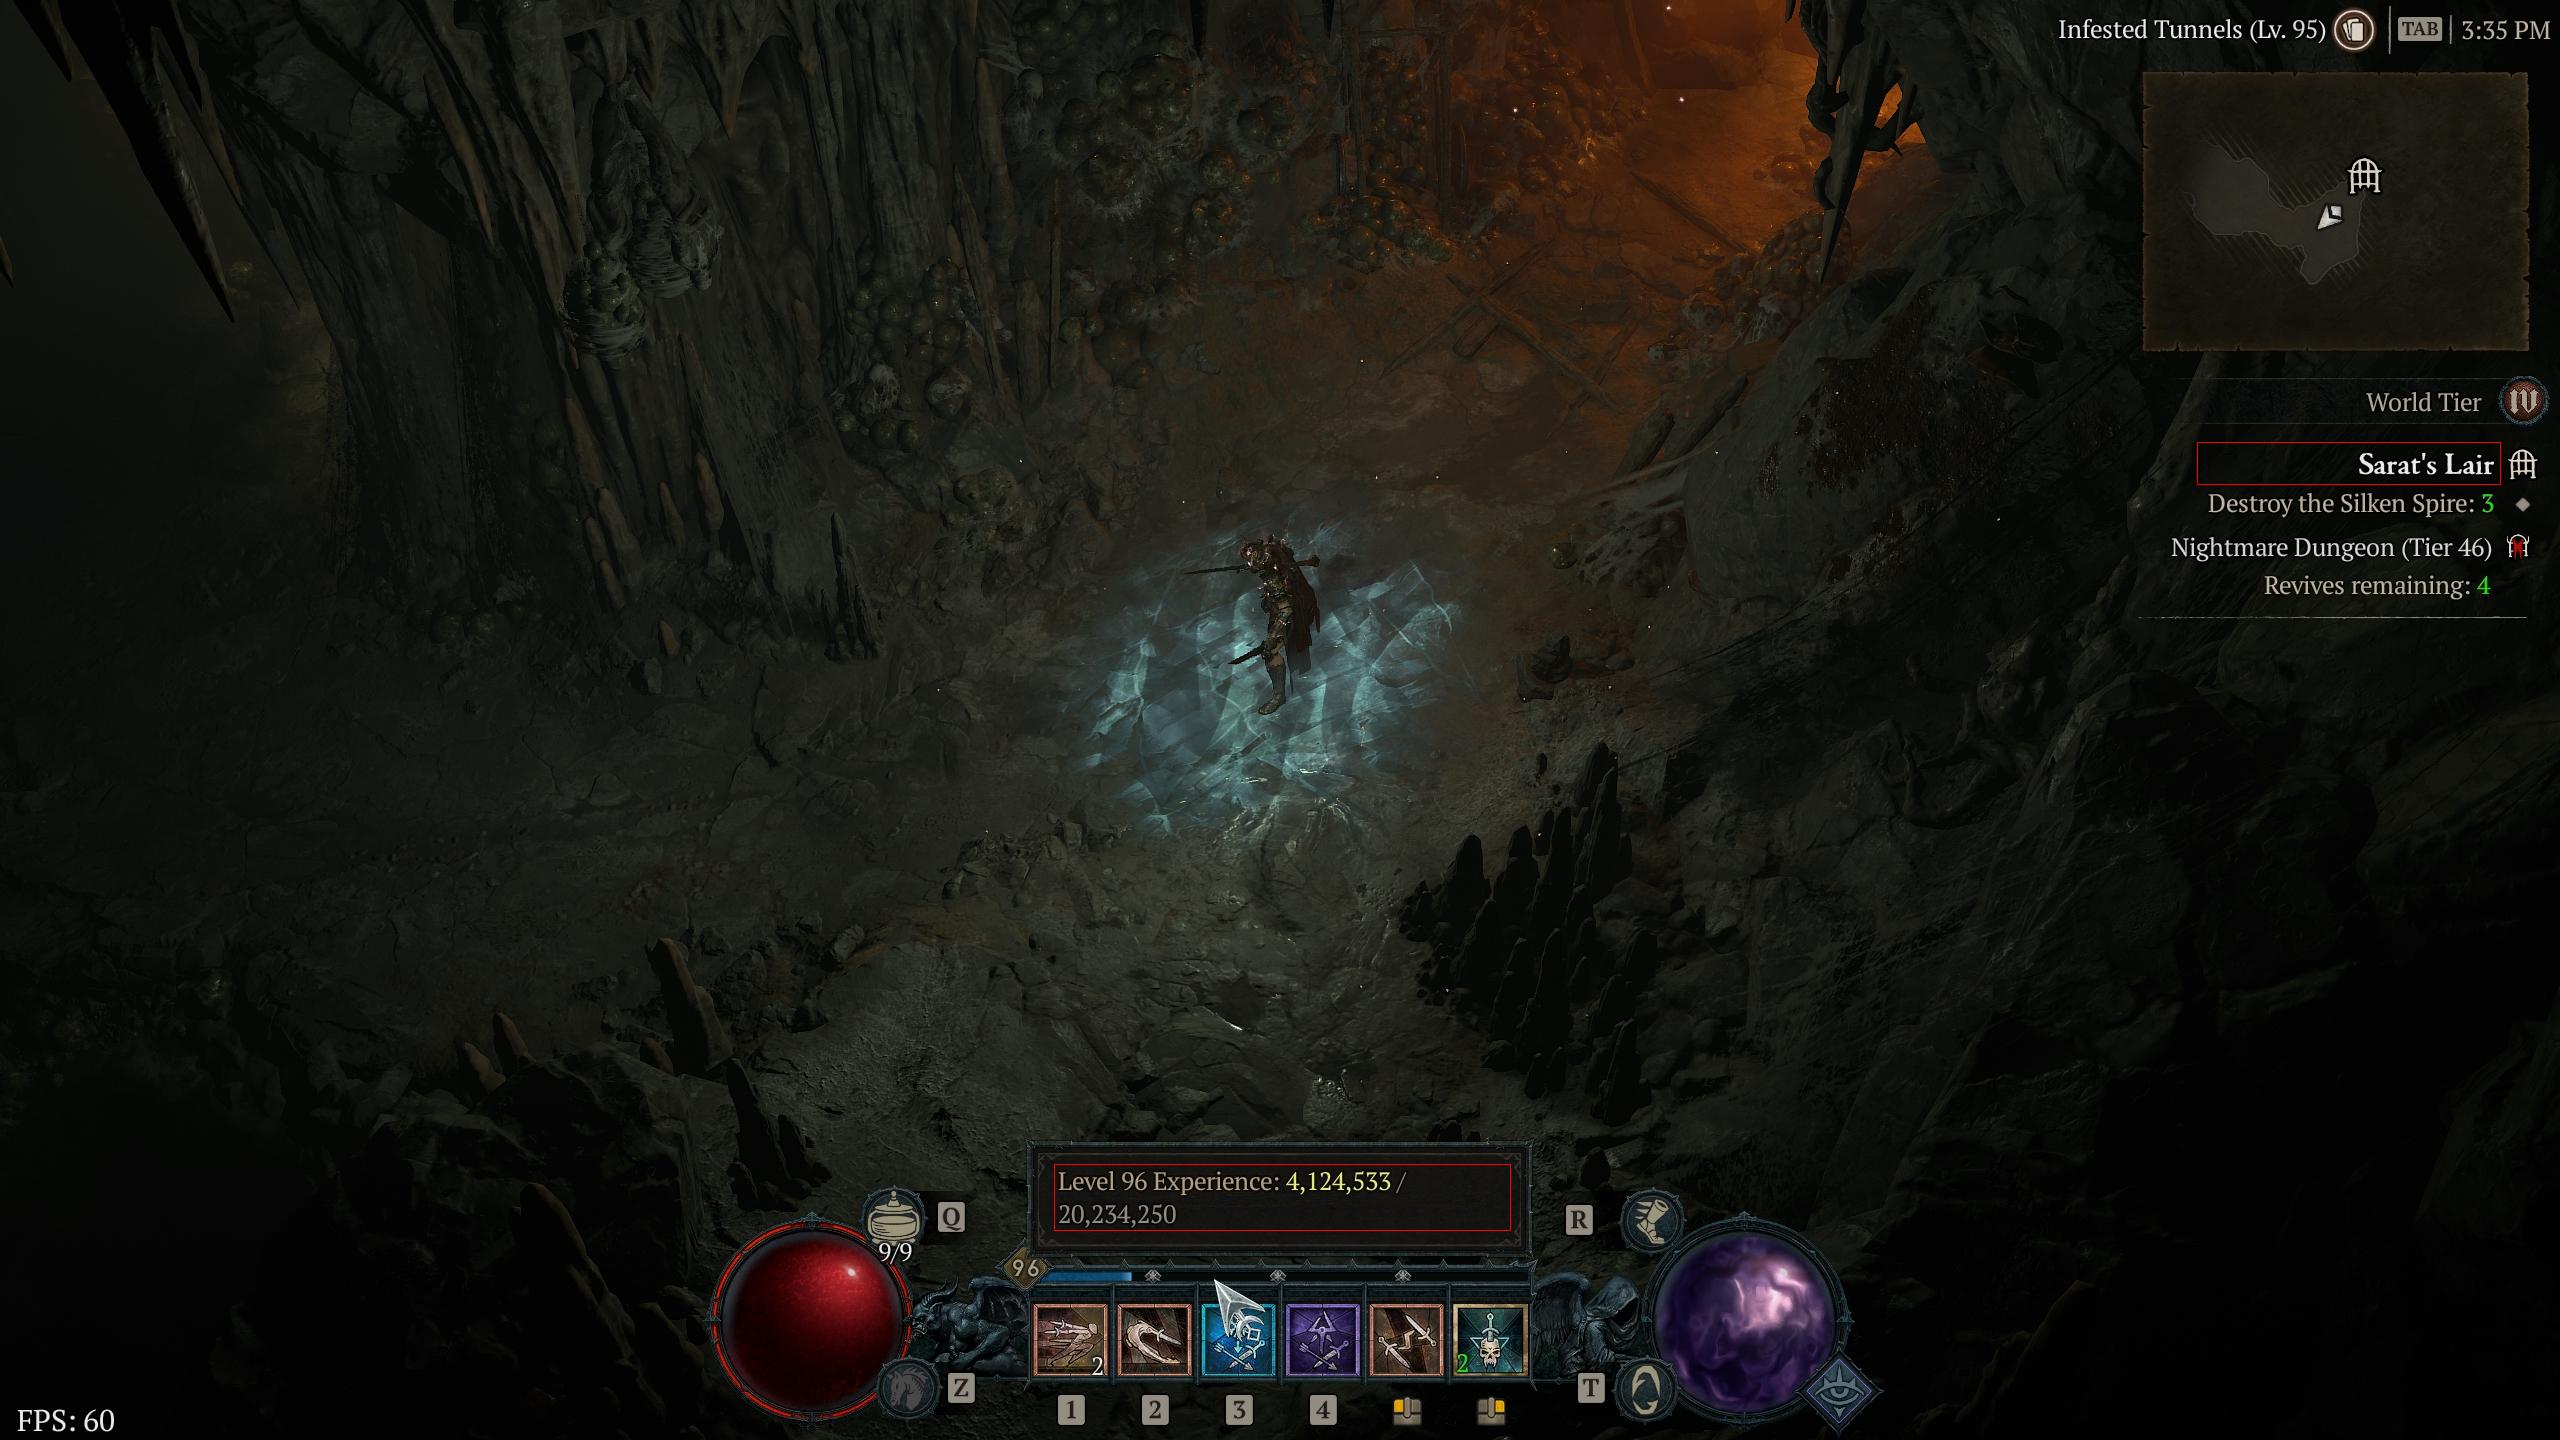 Infested Tunnels (Lv. 95)
TAB
3:35 PM
World Tier
IV
Sarat's Lair
Destroy the Silken Spire: 3
Nightmare Dungeon (Tier 46)
Revives remaining: 4
Level 96 Experience: 4,124,533 /
20,234,250
Q
R
9/9
96
2
2
Z
T
1
2
3
4
FPS: 60